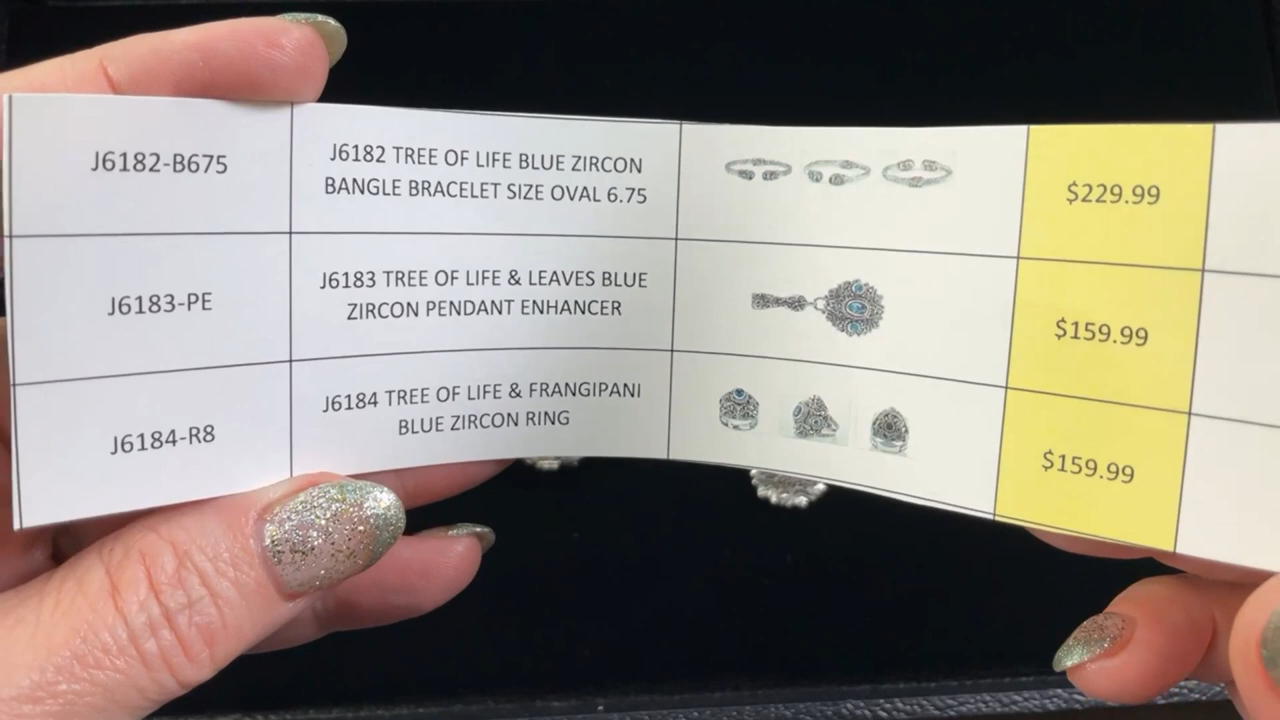 J6182-B675
J6182 TREE OF LIFE BLUE ZIRCON
BANGLE BRACELET SIZE OVAL 6.75
$229.99
J6183-PE
J6183 TREE OF LIFE & LEAVES BLUE
ZIRCON PENDANT ENHANCER
$159.99
J6184-R8
J6184 TREE OF LIFE & FRANGIPANI
BLUE ZIRCON RING
$159.99